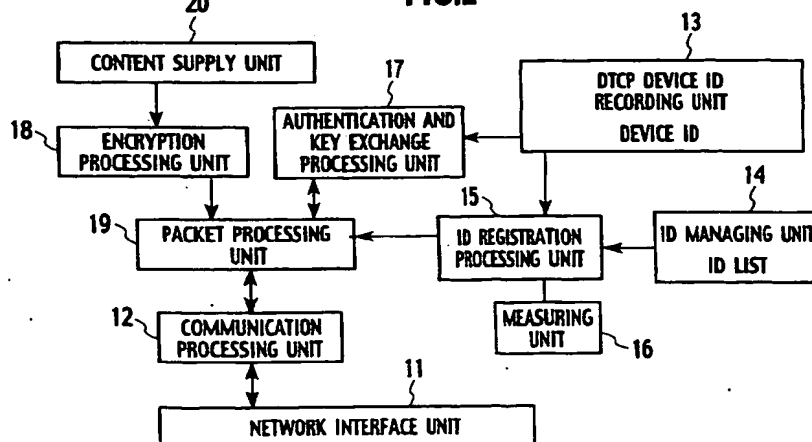 20
CONTENT SUPPLY UNIT
18
ENCRYPTION
PROCESSING UNIT
17
AUTHENTICATION AND
KEY EXCHANGE
PROCESSING UNIT
13
DTCP DEVICE ID
RECORDING UNIT
DEVICE ID
19
PACKET PROCESSING
UNIT
15
ID REGISTRATION
PROCESSING UNIT
14
ID MANAGING UNIT
ID LIST
12
COMMUNICATION
PROCESSING UNIT
MEASURING
UNIT
16
11
NETWORK INTERFACE UNIT